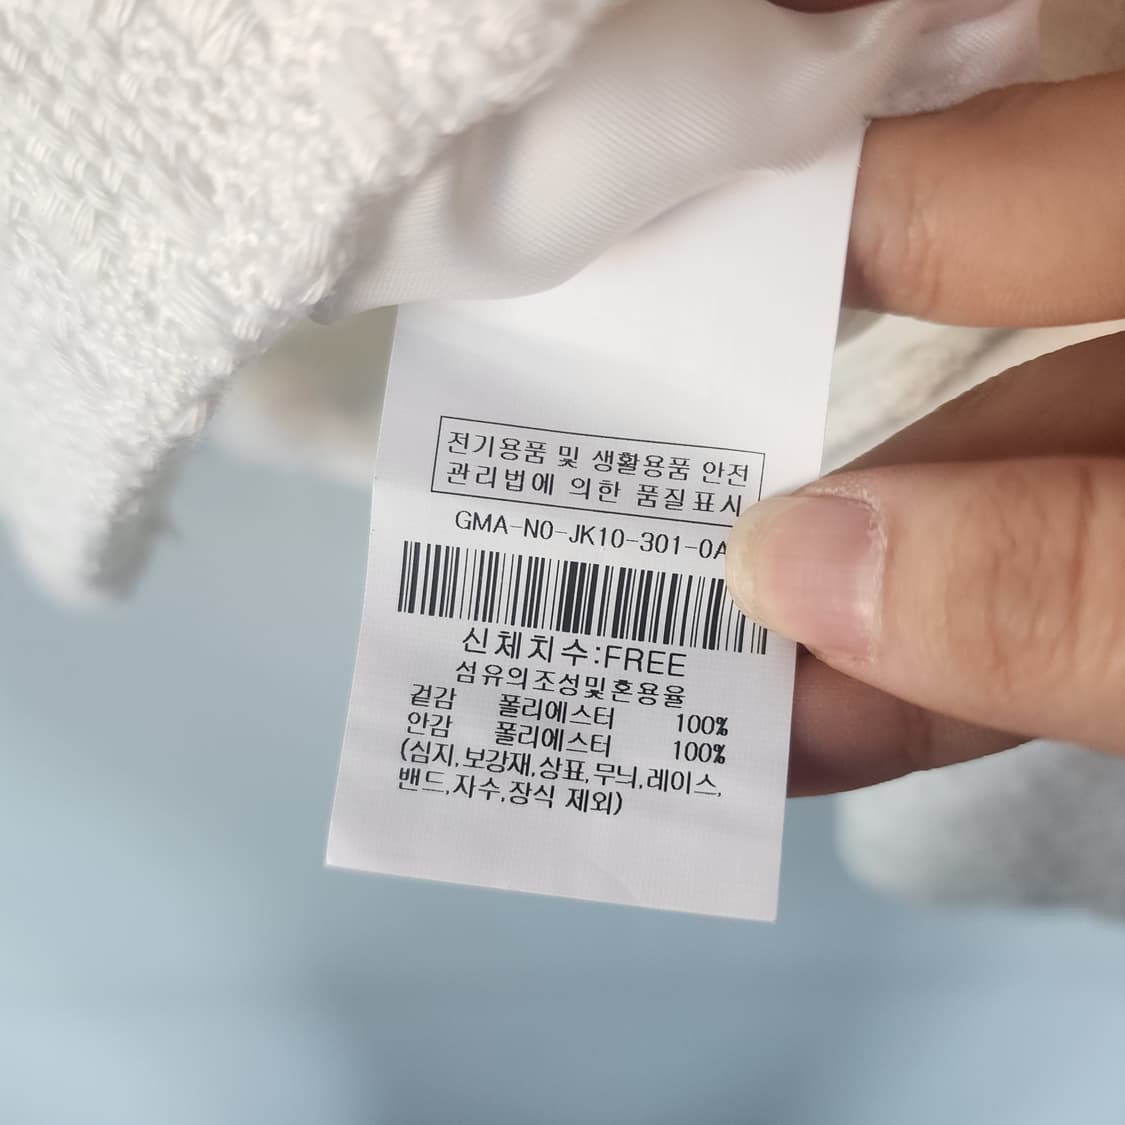 전기용품 및 생활용품 안전
관리법에 의한 품질표시
GMA-N0-JK10-301-0A
신체치수:FREE
섬유의조성및혼용율
겉감 폴리에스터 100%
안감 폴리에스터 100%
(심지,보강재,상표,무늬,레이스,
밴드,자수,장식 제외)